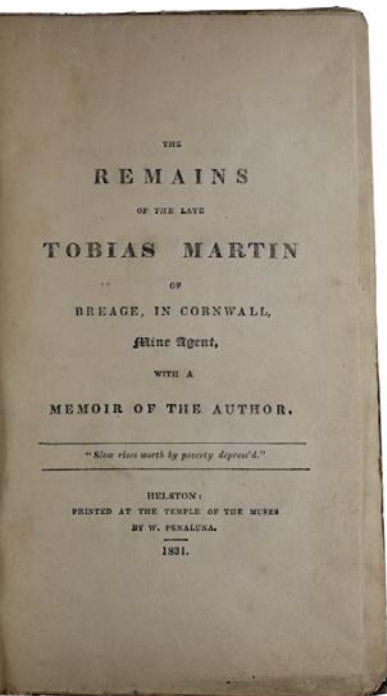 THE
REMAINS
OF THE LATE
TOBIAS MARTIN
OF
BREAGE, IN CORNWALL,
Mine Agent,
WITH A
MEMOIR OF THE AUTHOR.
"Slow rises worth by poverty depress'd."
HELSTON:
PRINTED AT THE TEMPLE OF THE MUSES
BY W. PENALUNA.
1831.